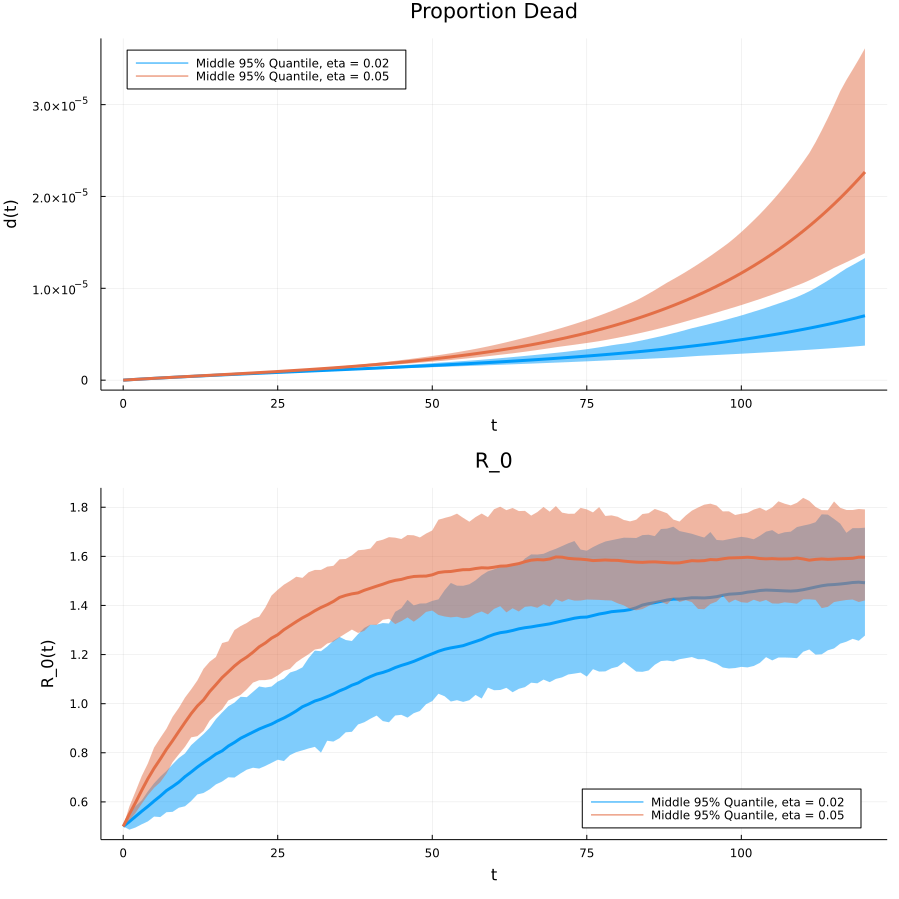 Proportion Dead
Middle 95% Quantile, eta = 0.02
Middle 95% Quantile, eta = 0.05
3.0×10⁻⁵
2.0×10⁻⁵
1.0×10⁻⁵
0
d(t)
0 25 50 75 100
t
R_0
1.8
1.6
1.4
1.2
1.0
0.8
0.6
R_0(t)
Middle 95% Quantile, eta = 0.02
Middle 95% Quantile, eta = 0.05
0 25 50 75 100
t